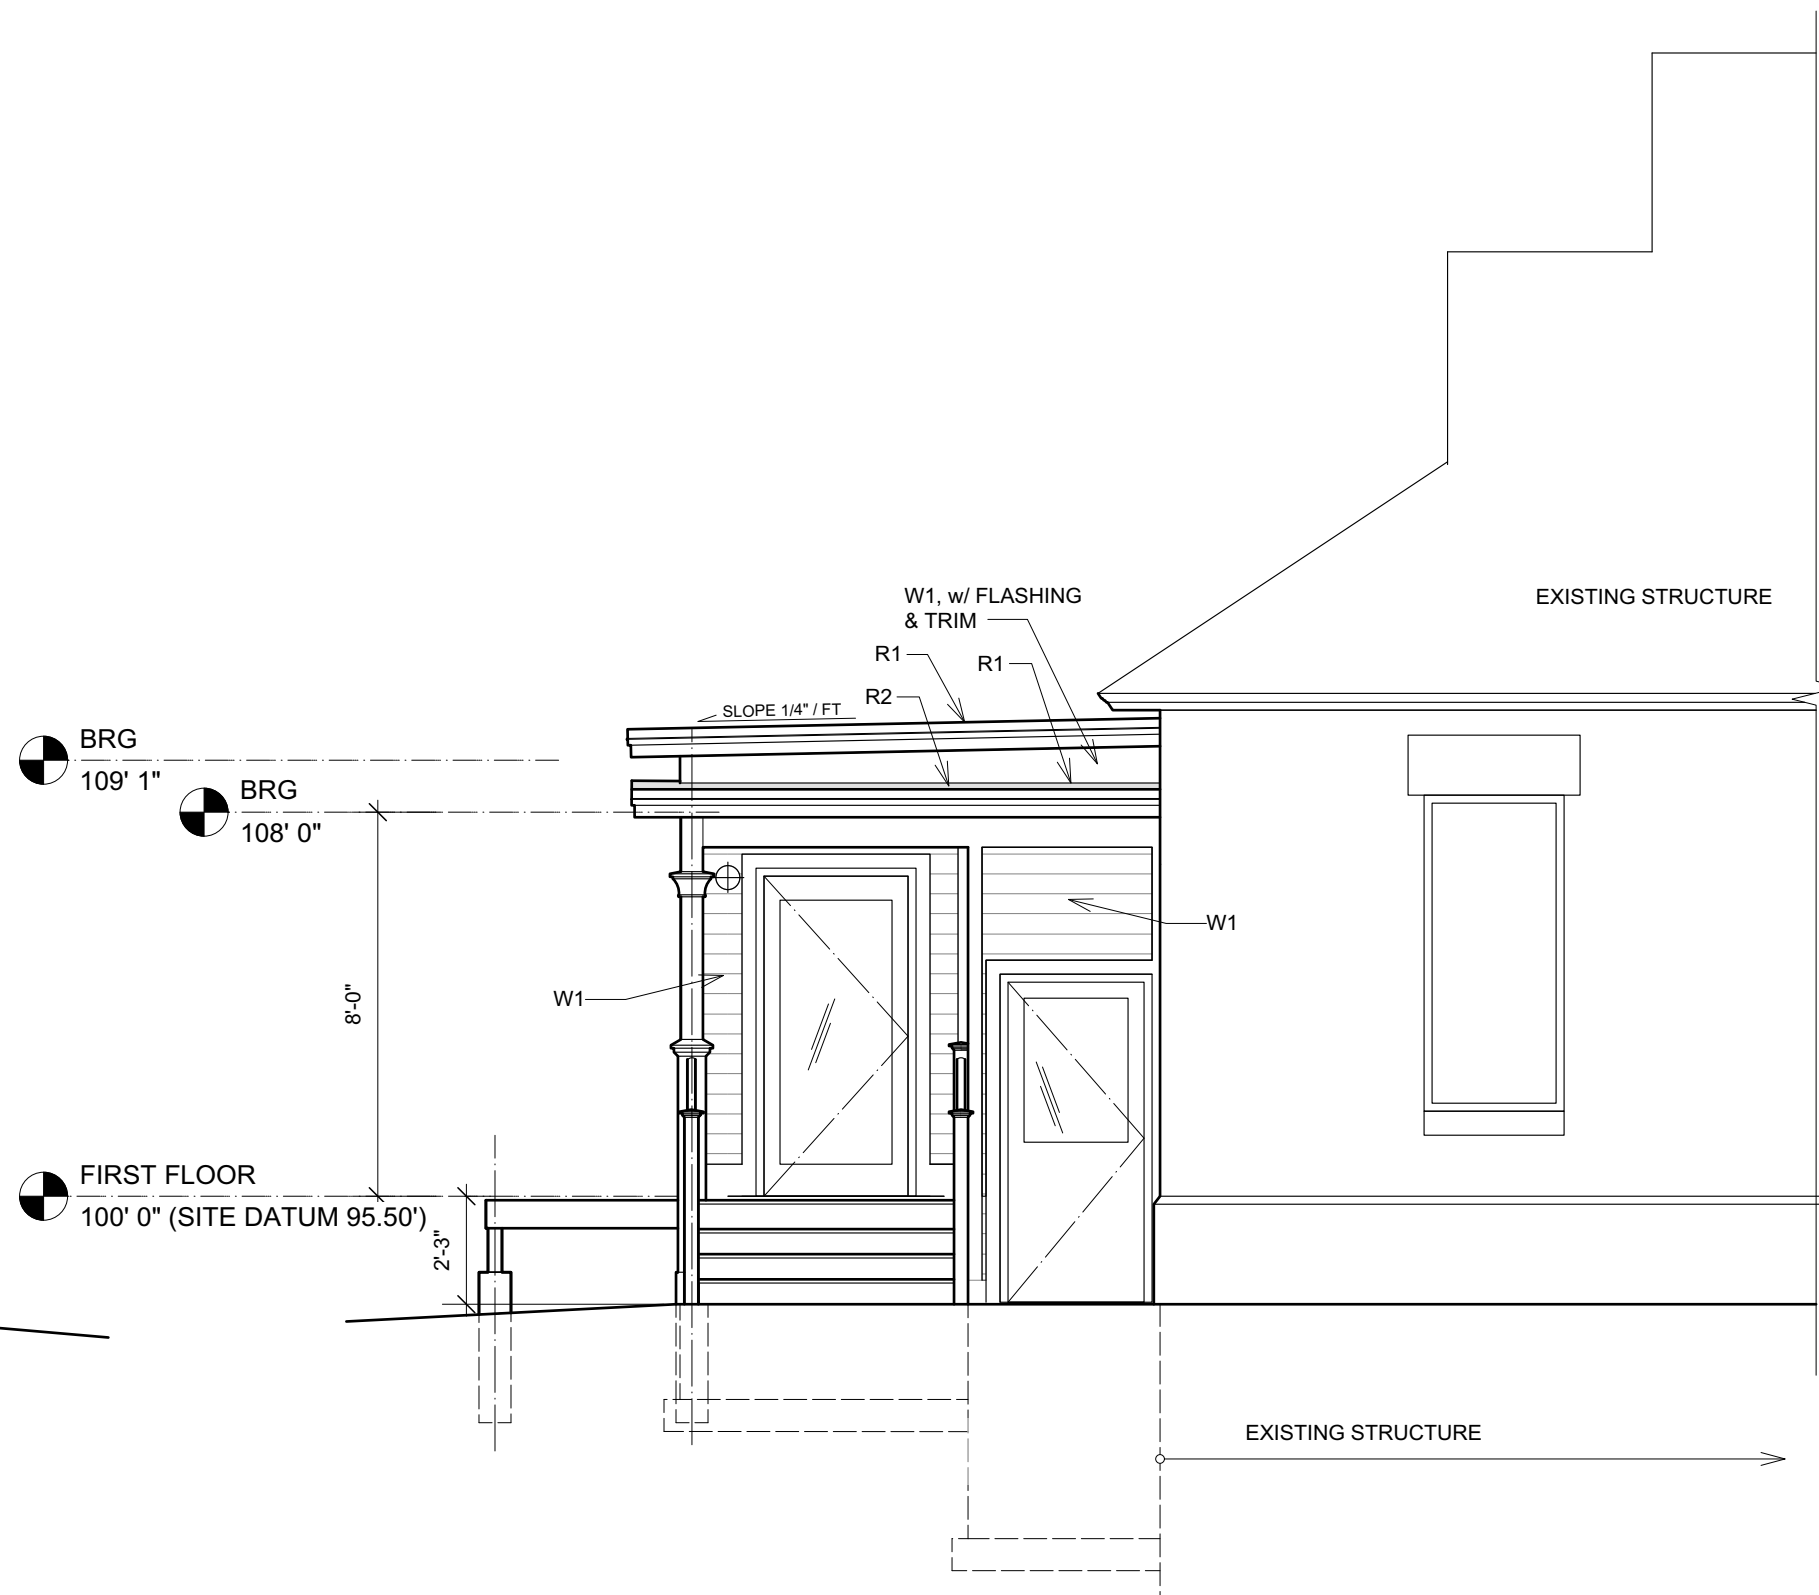 EXISTING STRUCTURE
W1, w/ FLASHING
& TRIM
R1
R1
R2
SLOPE 1/4" / FT
BRG
109' 1"
BRG
108' 0"
W1
W1
8'-0"
FIRST FLOOR
100' 0" (SITE DATUM 95.50')
2'-3"
EXISTING STRUCTURE